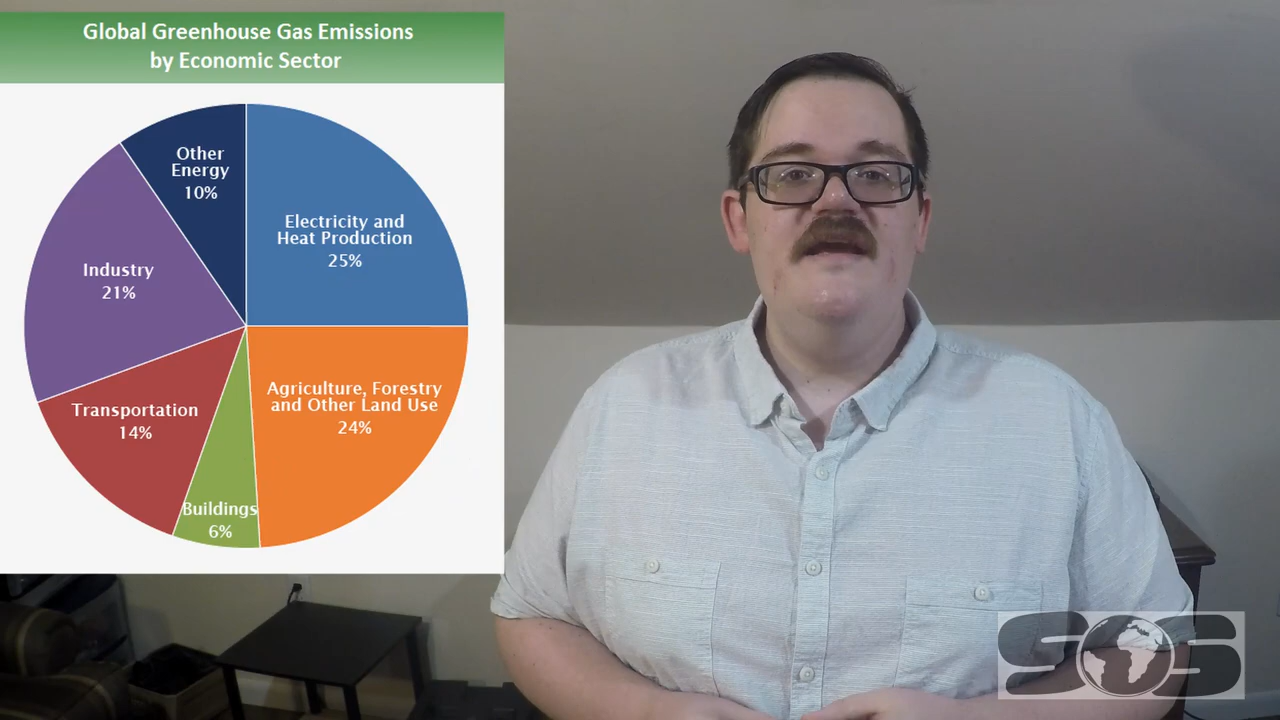 Global Greenhouse Gas Emissions
by Economic Sector
Other
Energy
10%
Electricity and
Heat Production
25%
Industry
21%
Agriculture, Forestry
and Other Land Use
24%
Transportation
14%
Buildings
6%
SOS